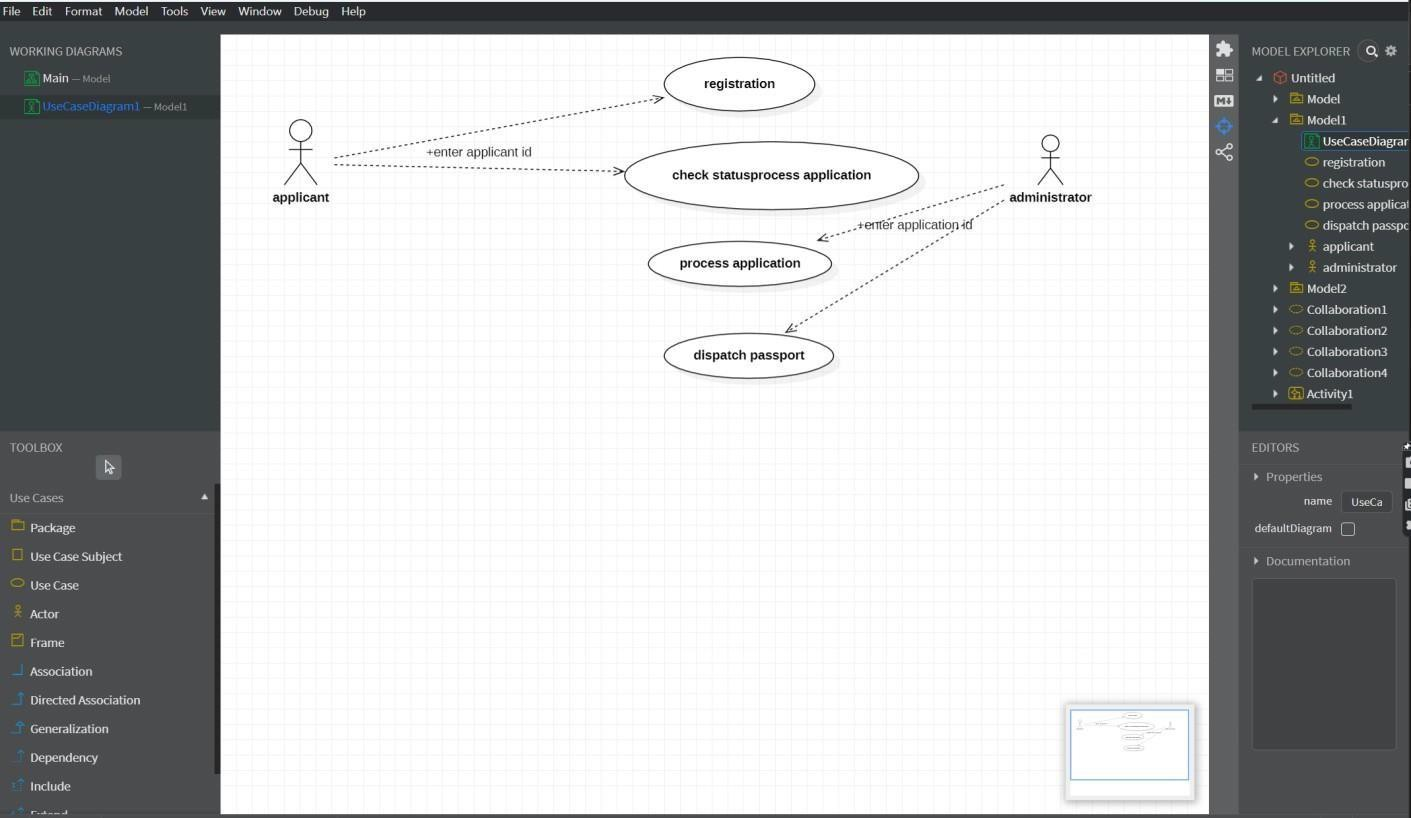 File Edit Format Model Tools View Window Debug Help
WORKING DIAGRAMS
Main — Model
UseCaseDiagram1 — Model1
TOOLBOX
Use Cases
Package
Use Case Subject
Use Case
Actor
Frame
Association
Directed Association
Generalization
Dependency
Include
Extend
registration
+enter applicant id
applicant
check statusprocess application
administrator
+enter application id
process application
dispatch passport
MODEL EXPLORER
Untitled
Model
Model1
UseCaseDiagrar
registration
check statuspro
process applicat
dispatch passpo
applicant
administrator
Model2
Collaboration1
Collaboration2
Collaboration3
Collaboration4
Activity1
EDITORS
Properties
name UseCa
defaultDiagram
Documentation